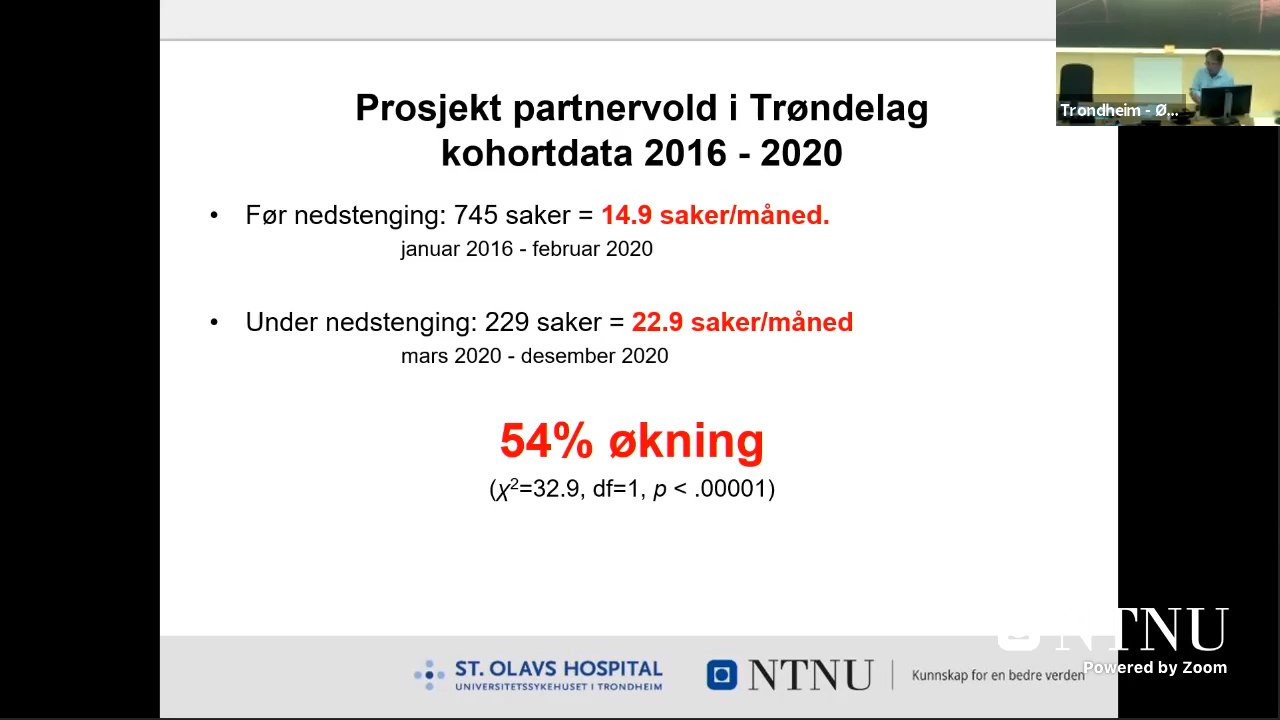 Prosjekt partnervold i Trøndelag
kohortdata 2016 - 2020
• Før nedstenging: 745 saker = 14.9 saker/måned.
januar 2016 - februar 2020
• Under nedstenging: 229 saker = 22.9 saker/måned
mars 2020 - desember 2020
54% økning
(χ²=32.9, df=1, p < .00001)
ST. OLAVS HOSPITAL
UNIVERSITETSSYKEHUSET I TRONDHEIM
NTNU
Kunnskap for en bedre verden
Trondheim - Ø...
NTNU
Powered by Zoom